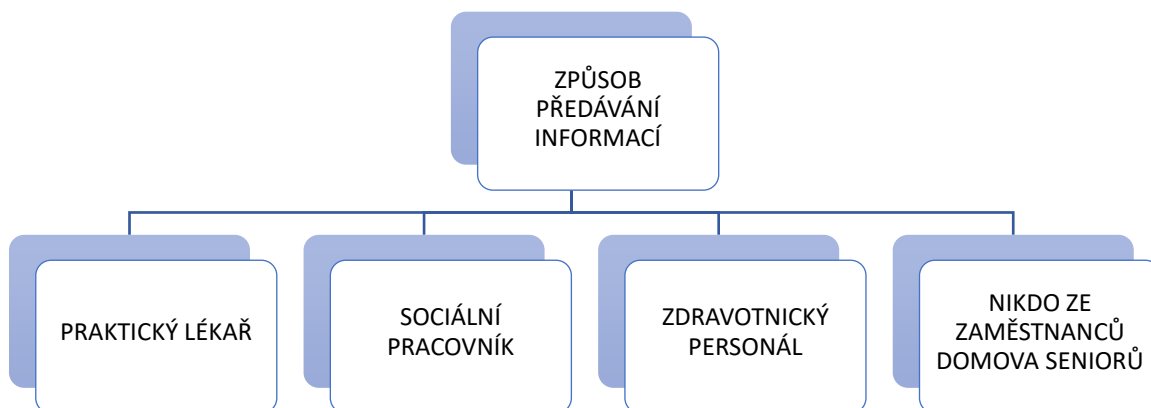 ZPŮSOB
PŘEDÁVÁNÍ
INFORMACÍ
PRAKTICKÝ LÉKAŘ
SOCIÁLNÍ
PRACOVNÍK
ZDRAVOTNICKÝ
PERSONÁL
NIKDO ZE
ZAMĚSTNANCŮ
DOMOVA SENIORŮ